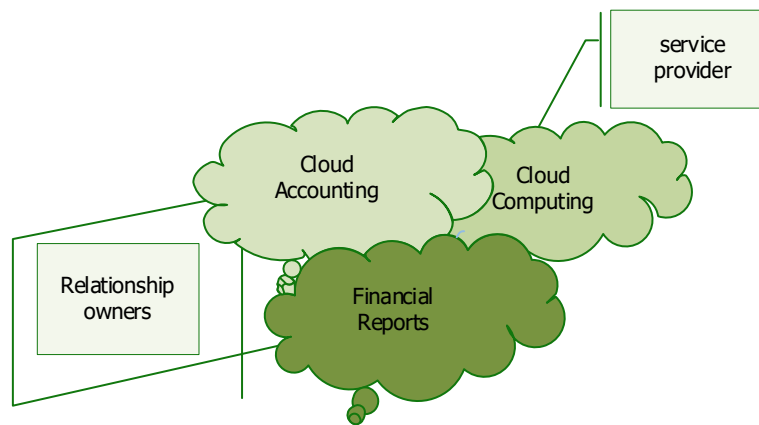 service
provider
Cloud
Accounting
Cloud
Computing
Relationship
owners
Financial
Reports